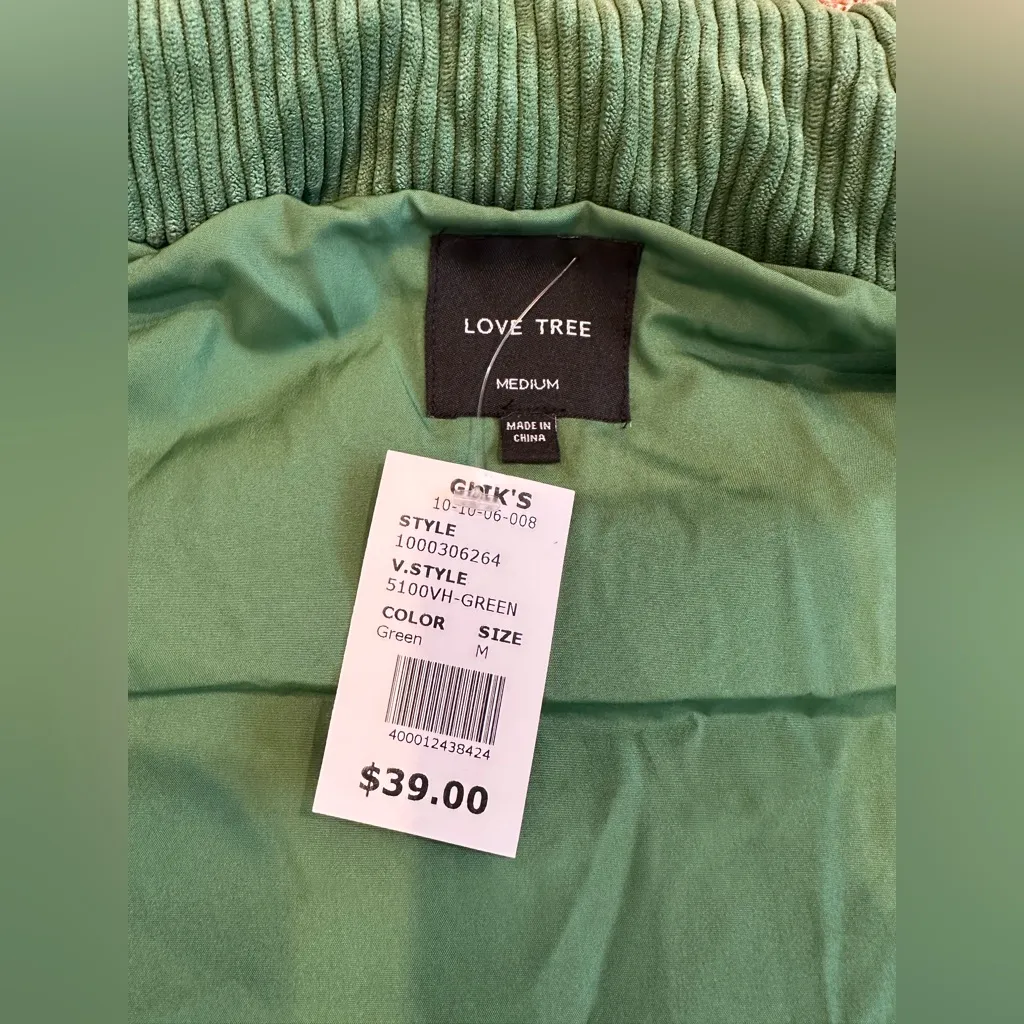 LOVE TREE
MEDIUM
MADE IN
CHINA
10-10-06-008
STYLE
1000306264
V.STYLE
5100VH-GREEN
COLOR SIZE
Green M
400012438424
$39.00